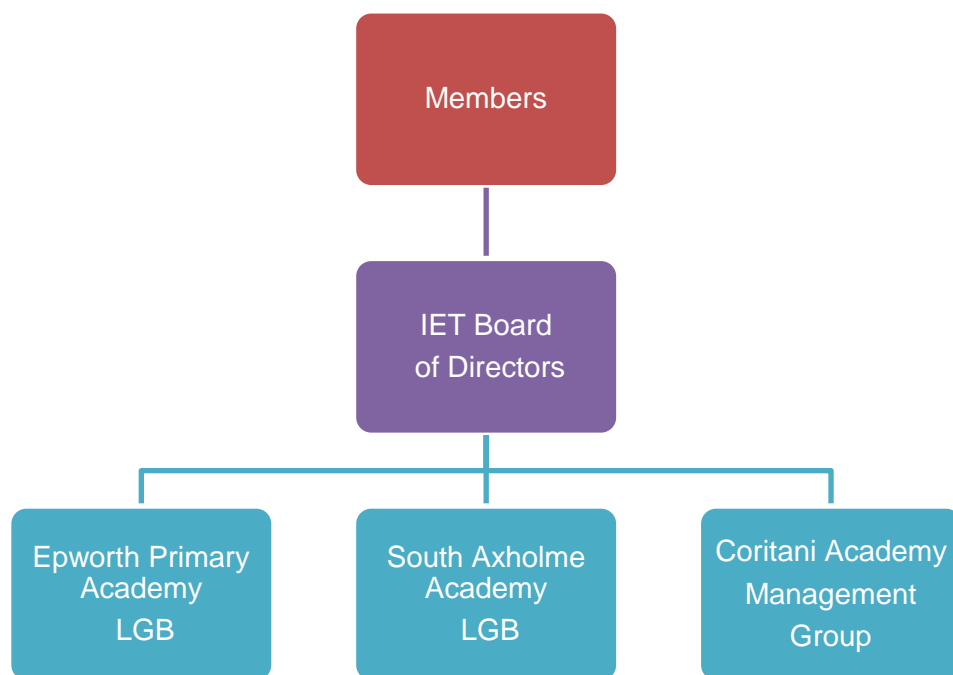 Members
IET Board
of Directors
Epworth Primary
Academy
LGB
South Axholme
Academy
LGB
Coritani Academy
Management
Group